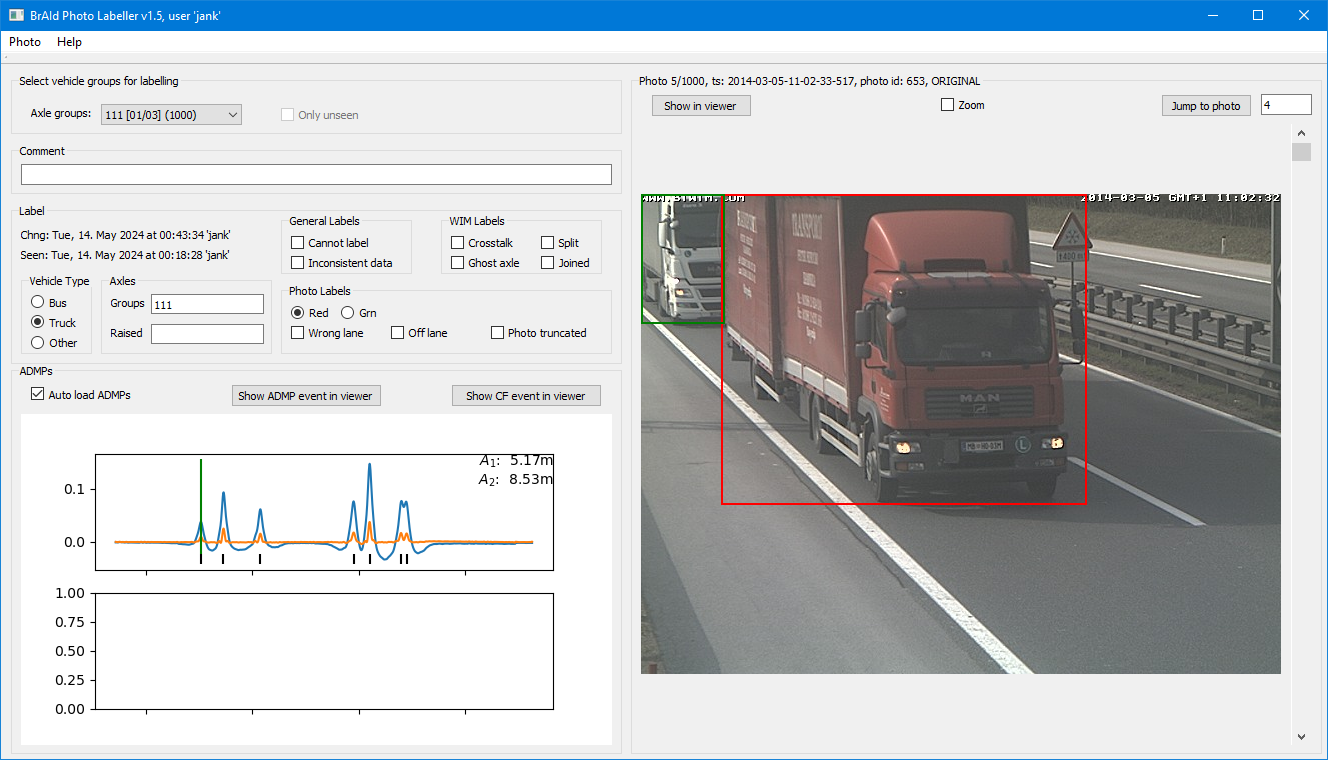 BrAId Photo Labeller v1.5, user 'jank'
Photo Help
Select vehicle groups for labelling
Axle groups: 111 [01/03] (1000) Only unseen
Comment
Label
Chng: Tue, 14. May 2024 at 00:43:34 'jank'
Seen: Tue, 14. May 2024 at 00:18:28 'jank'
General Labels
Cannot label
Inconsistent data
WIM Labels
Crosstalk Split
Ghost axle Joined
Vehicle Type
Bus
Truck
Other
Axles
Groups 111
Raised
Photo Labels
Red Grn
Wrong lane Off lane Photo truncated
ADMPs
Auto load ADMPs Show ADMP event in viewer Show CF event in viewer
A1: 5.17m
A2: 8.53m
0.1
0.0
1.00
0.75
0.50
0.25
0.00
Photo 5/1000, ts: 2014-03-05-11-02-33-517, photo id: 653, ORIGINAL
Show in viewer Zoom Jump to photo 4
2014-03-05 GMT+1 11:02:32
TRANSPORT
MAN
L